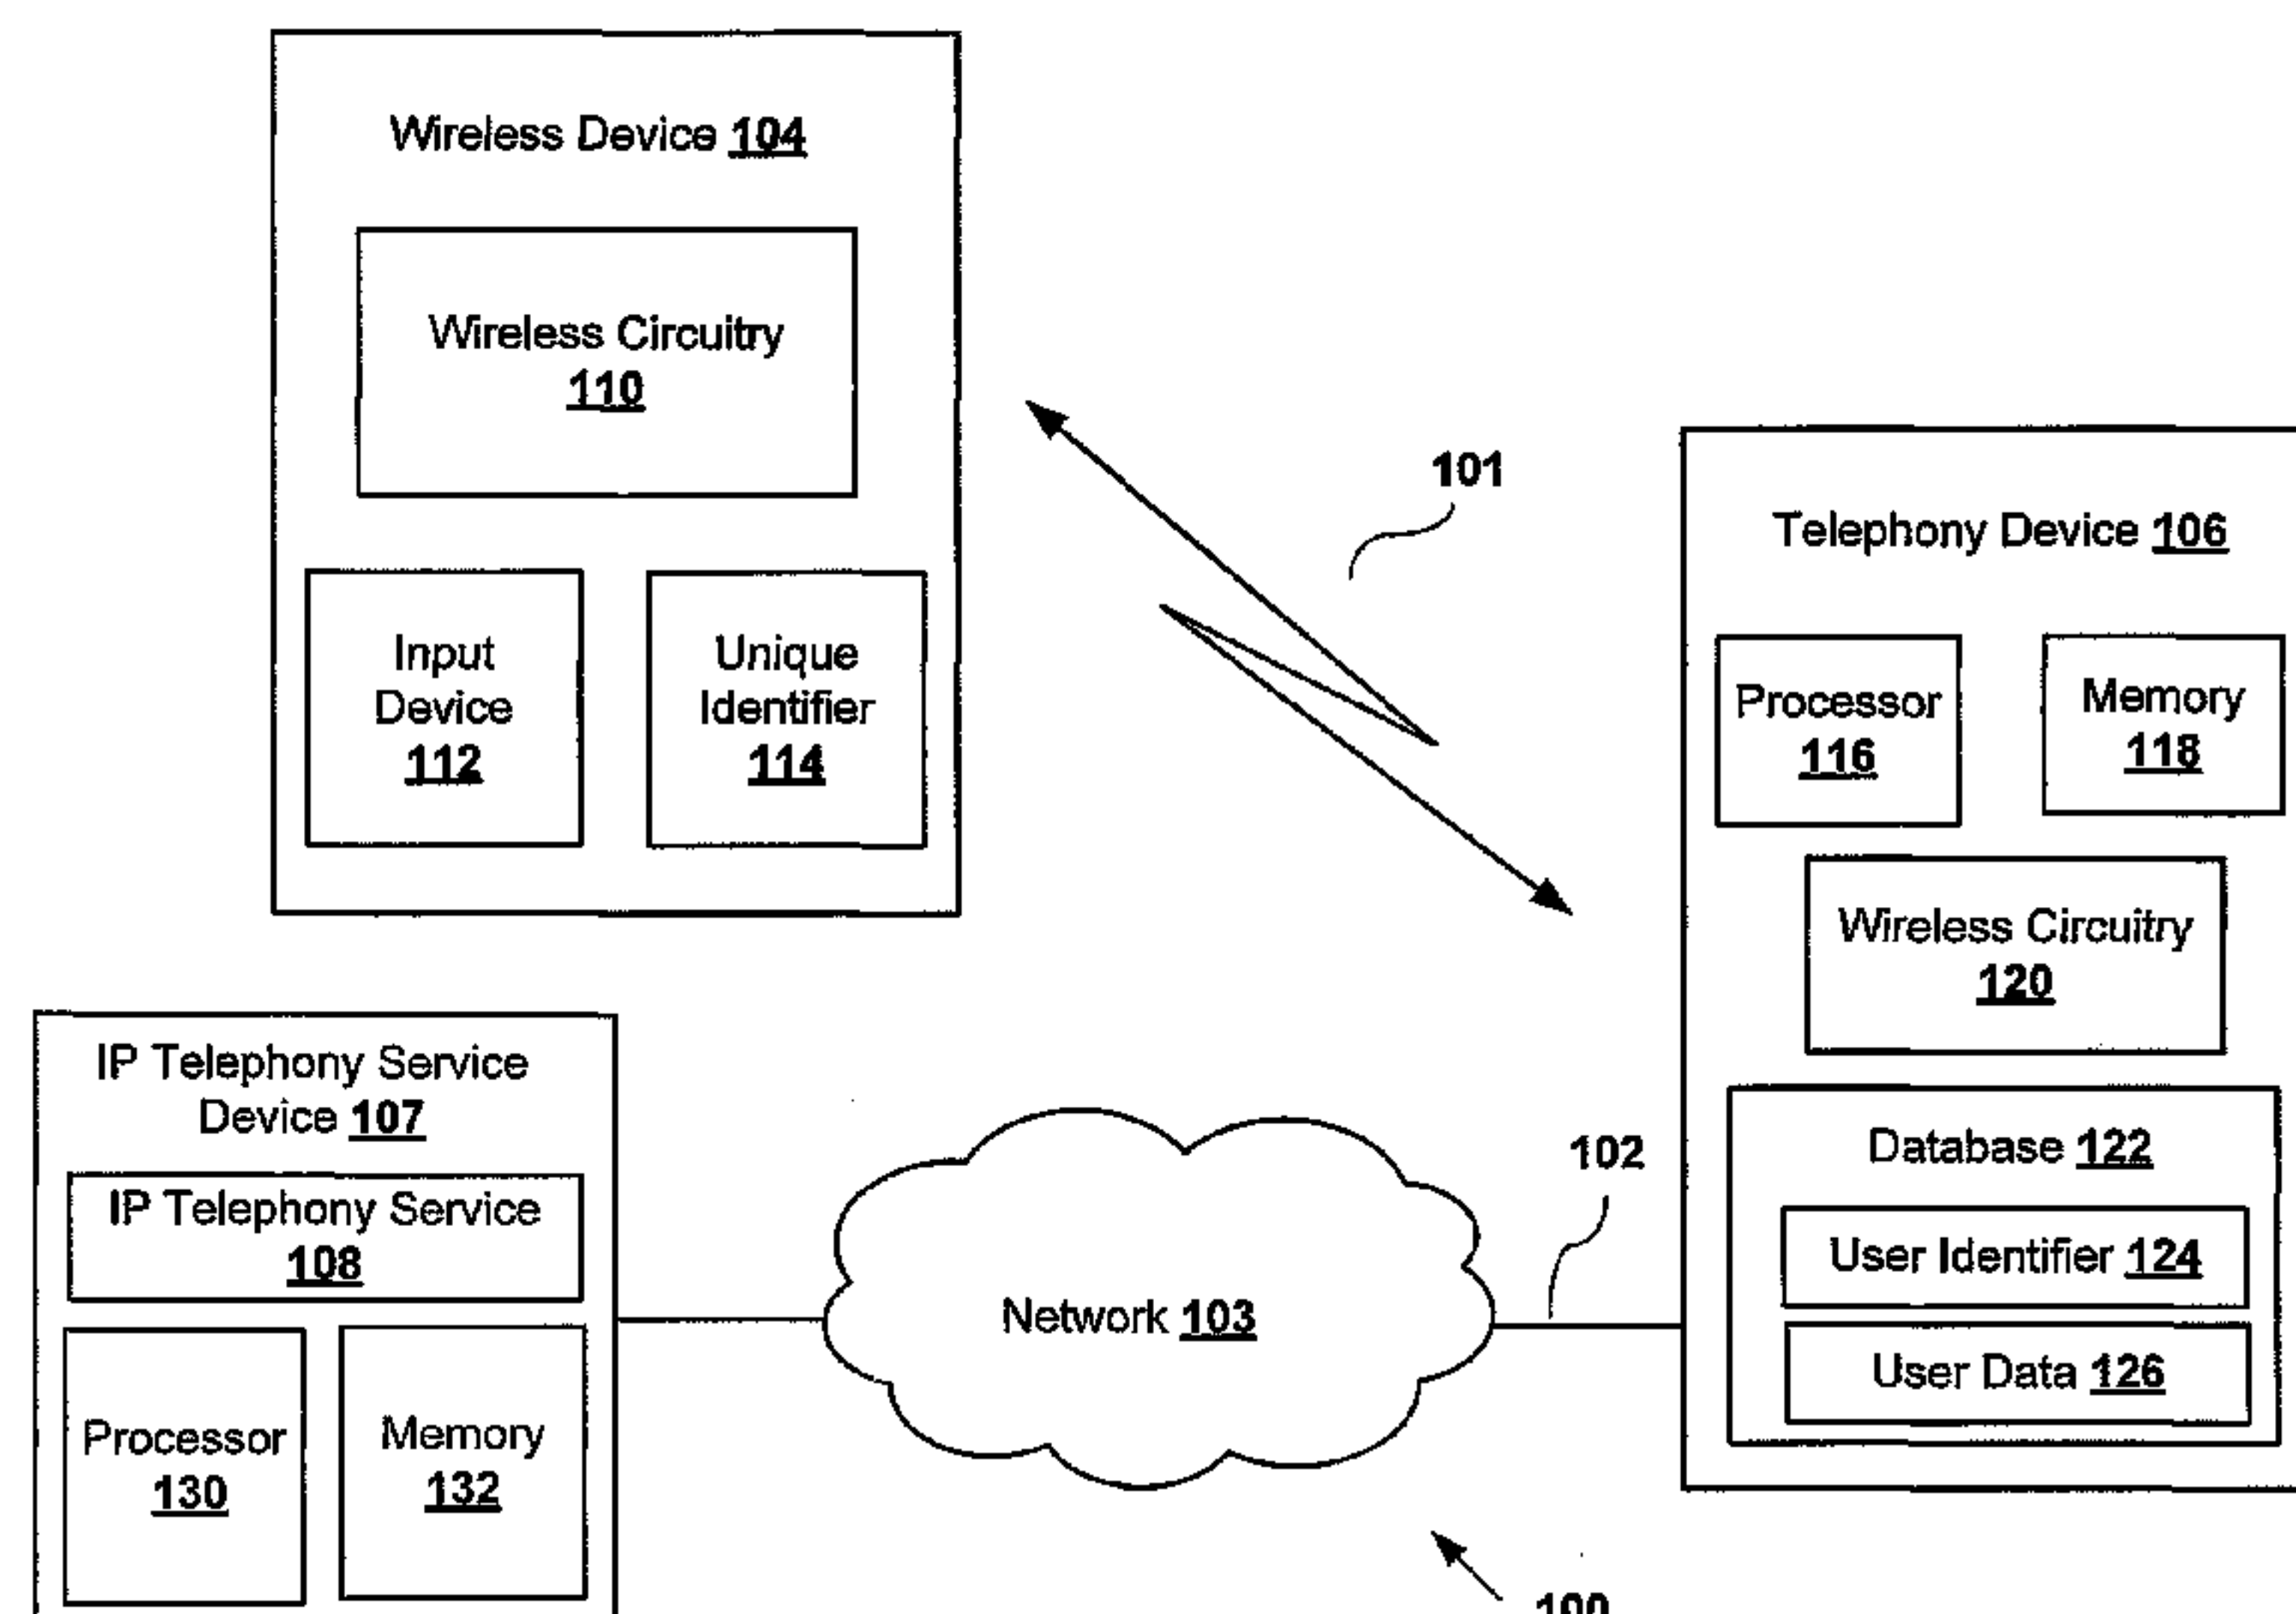 Wireless Device 104
Wireless Circuitry
110
Input
Device
112
Unique
Identifier
114
101
Telephony Device 106
Processor
116
Memory
118
Wireless Circuitry
120
Database 122
User Identifier 124
User Data 126
102
Network 103
IP Telephony Service
Device 107
IP Telephony Service
108
Processor
130
Memory
132
100